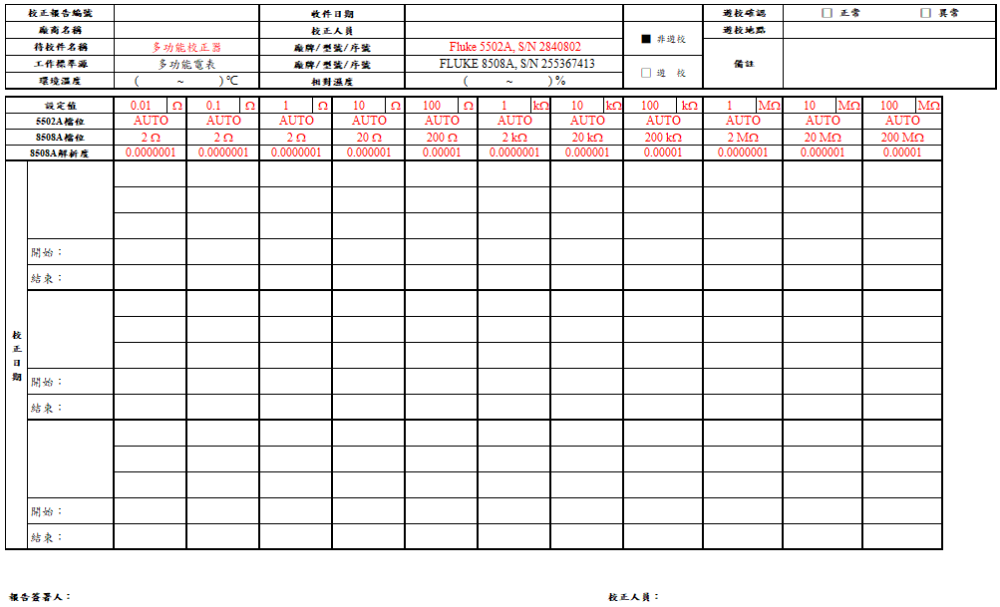 校正報告編號 收件日期 遊校確認 □ 正常 □ 異常
廠商名稱 校正人員 ■ 非遊校 遊校地點
待校件名稱 多功能校正器 廠牌/型號/序號 Fluke 5502A, S/N 2840802 備註
工作標準源 多功能電表 廠牌/型號/序號 FLUKE 8508A, S/N 255367413 □ 遊 校
環境溫度 ( ~ )℃ 相對濕度 ( ~ )%
設定值 0.01 Ω 0.1 Ω 1 Ω 10 Ω 100 Ω 1 kΩ 10 kΩ 100 kΩ 1 MΩ 10 MΩ 100 MΩ
5502A檔位 AUTO AUTO AUTO AUTO AUTO AUTO AUTO AUTO AUTO AUTO AUTO
8508A檔位 2 Ω 2 Ω 2 Ω 20 Ω 200 Ω 2 kΩ 20 kΩ 200 kΩ 2 MΩ 20 MΩ 200 MΩ
8508A解析度 0.0000001 0.0000001 0.0000001 0.000001 0.00001 0.0000001 0.000001 0.00001 0.0000001 0.000001 0.00001
校正日期
開始：
結束：
開始：
結束：
開始：
結束：
報告簽署人： 校正人員：